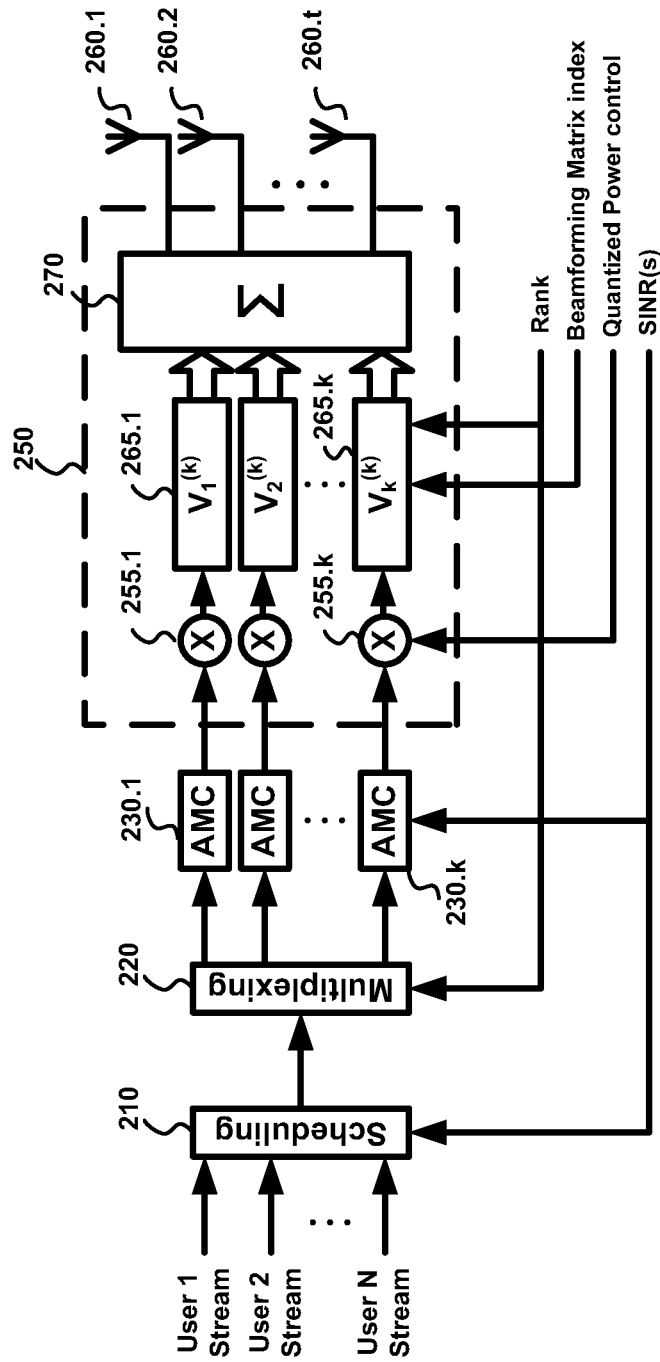 User 1
Stream
User 2
Stream
• • •
User N
Stream
210
Scheduling
220
Multiplexing
230.1
AMC
AMC
• • •
AMC
230.k
250
255.1
X
X
255.k
X
265.1
V1(k)
V2(k)
• • •
265.k
Vk(k)
270
Σ
260.1
260.2
• • •
260.t
Rank
Beamforming Matrix index
Quantized Power control
SINR(s)